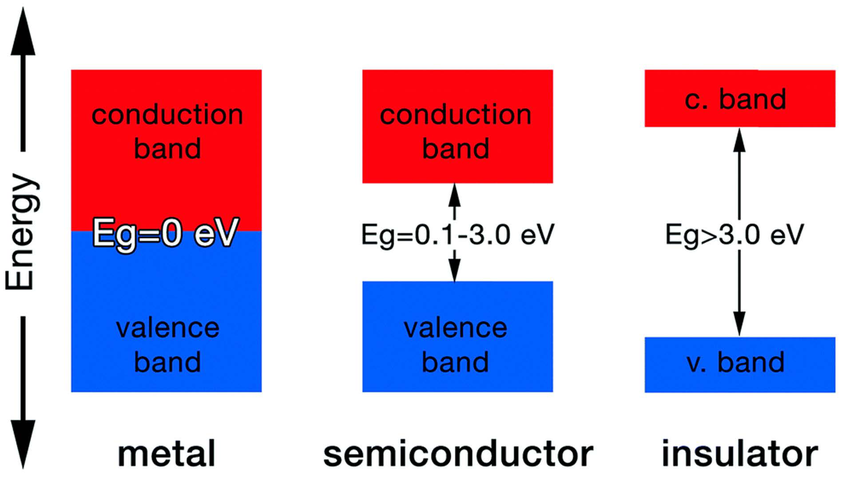 Energy
conduction
band
Eg=0 eV
valence
band
metal
conduction
band
Eg=0.1-3.0 eV
valence
band
semiconductor
c. band
Eg>3.0 eV
v. band
insulator